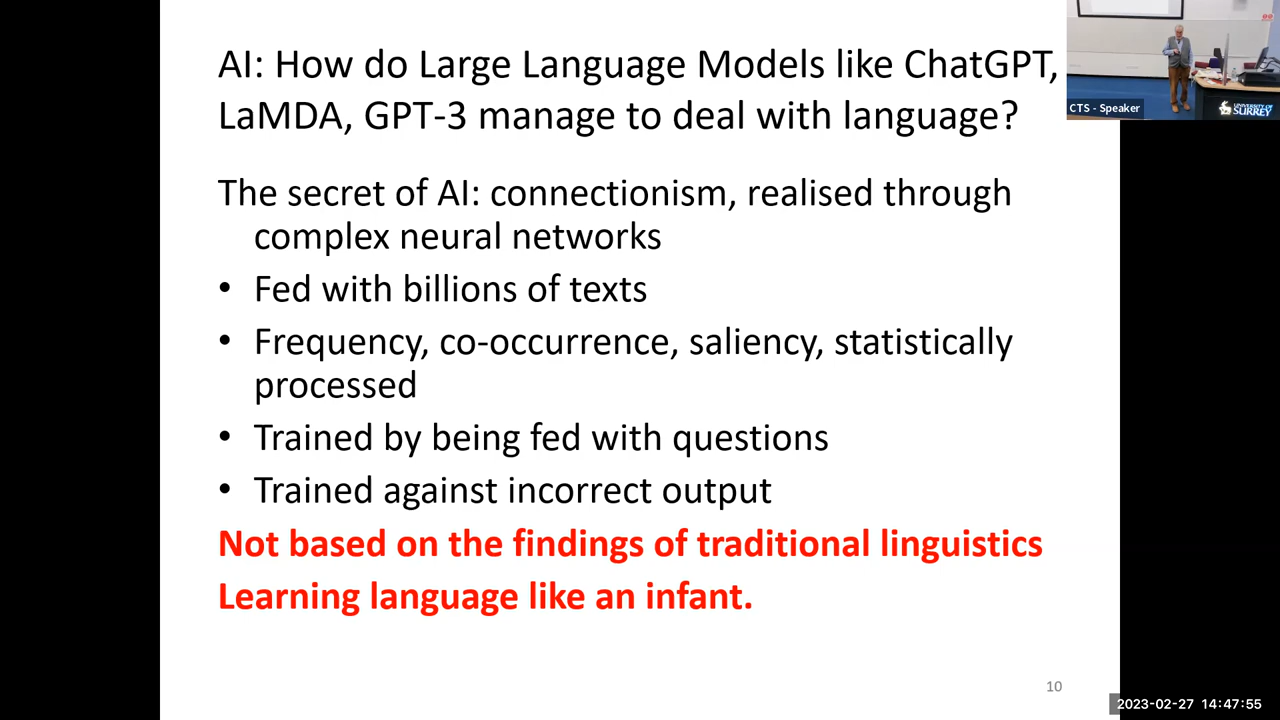 AI: How do Large Language Models like ChatGPT,
LaMDA, GPT-3 manage to deal with language?
The secret of AI: connectionism, realised through
complex neural networks
• Fed with billions of texts
• Frequency, co-occurrence, saliency, statistically
processed
• Trained by being fed with questions
• Trained against incorrect output
Not based on the findings of traditional linguistics
Learning language like an infant.
10
CTS - Speaker
UNIVERSITY OF
SURREY
2023-02-27 14:47:55